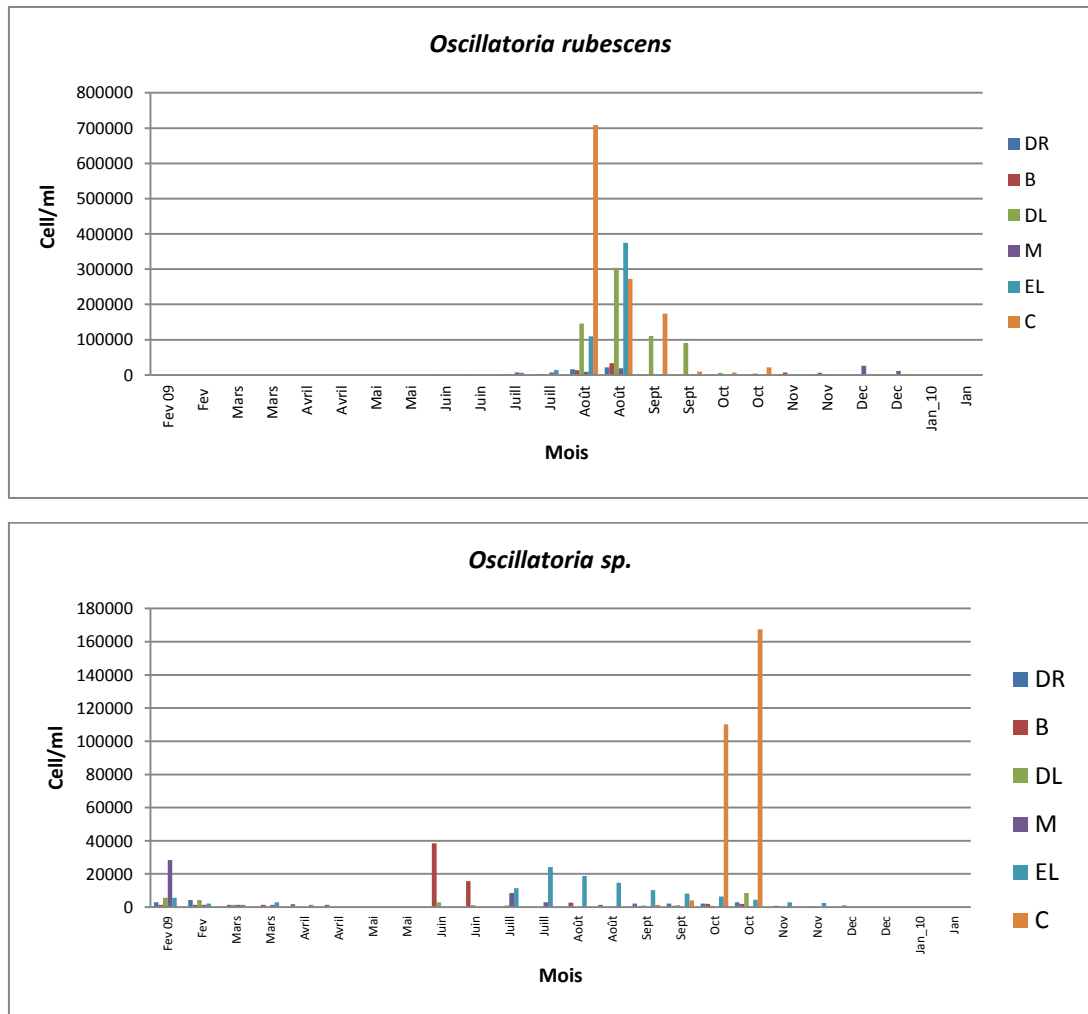 Oscillatoria rubescens
800000
700000
600000
500000
400000
300000
200000
100000
0
Cell/ml
Fev 09
Fev
Mars
Mars
Avril
Avril
Mai
Mai
Juin
Juin
Juill
Juill
Août
Août
Sept
Sept
Oct
Oct
Nov
Nov
Dec
Dec
Jan_10
Jan
Mois
DR
B
DL
M
EL
C
Oscillatoria sp.
180000
160000
140000
120000
100000
80000
60000
40000
20000
0
Cell/ml
Fev 09
Fev
Mars
Mars
Avril
Avril
Mai
Mai
Juin
Juin
Juill
Juill
Août
Août
Sept
Sept
Oct
Oct
Nov
Nov
Dec
Dec
Jan_10
Jan
Mois
DR
B
DL
M
EL
C